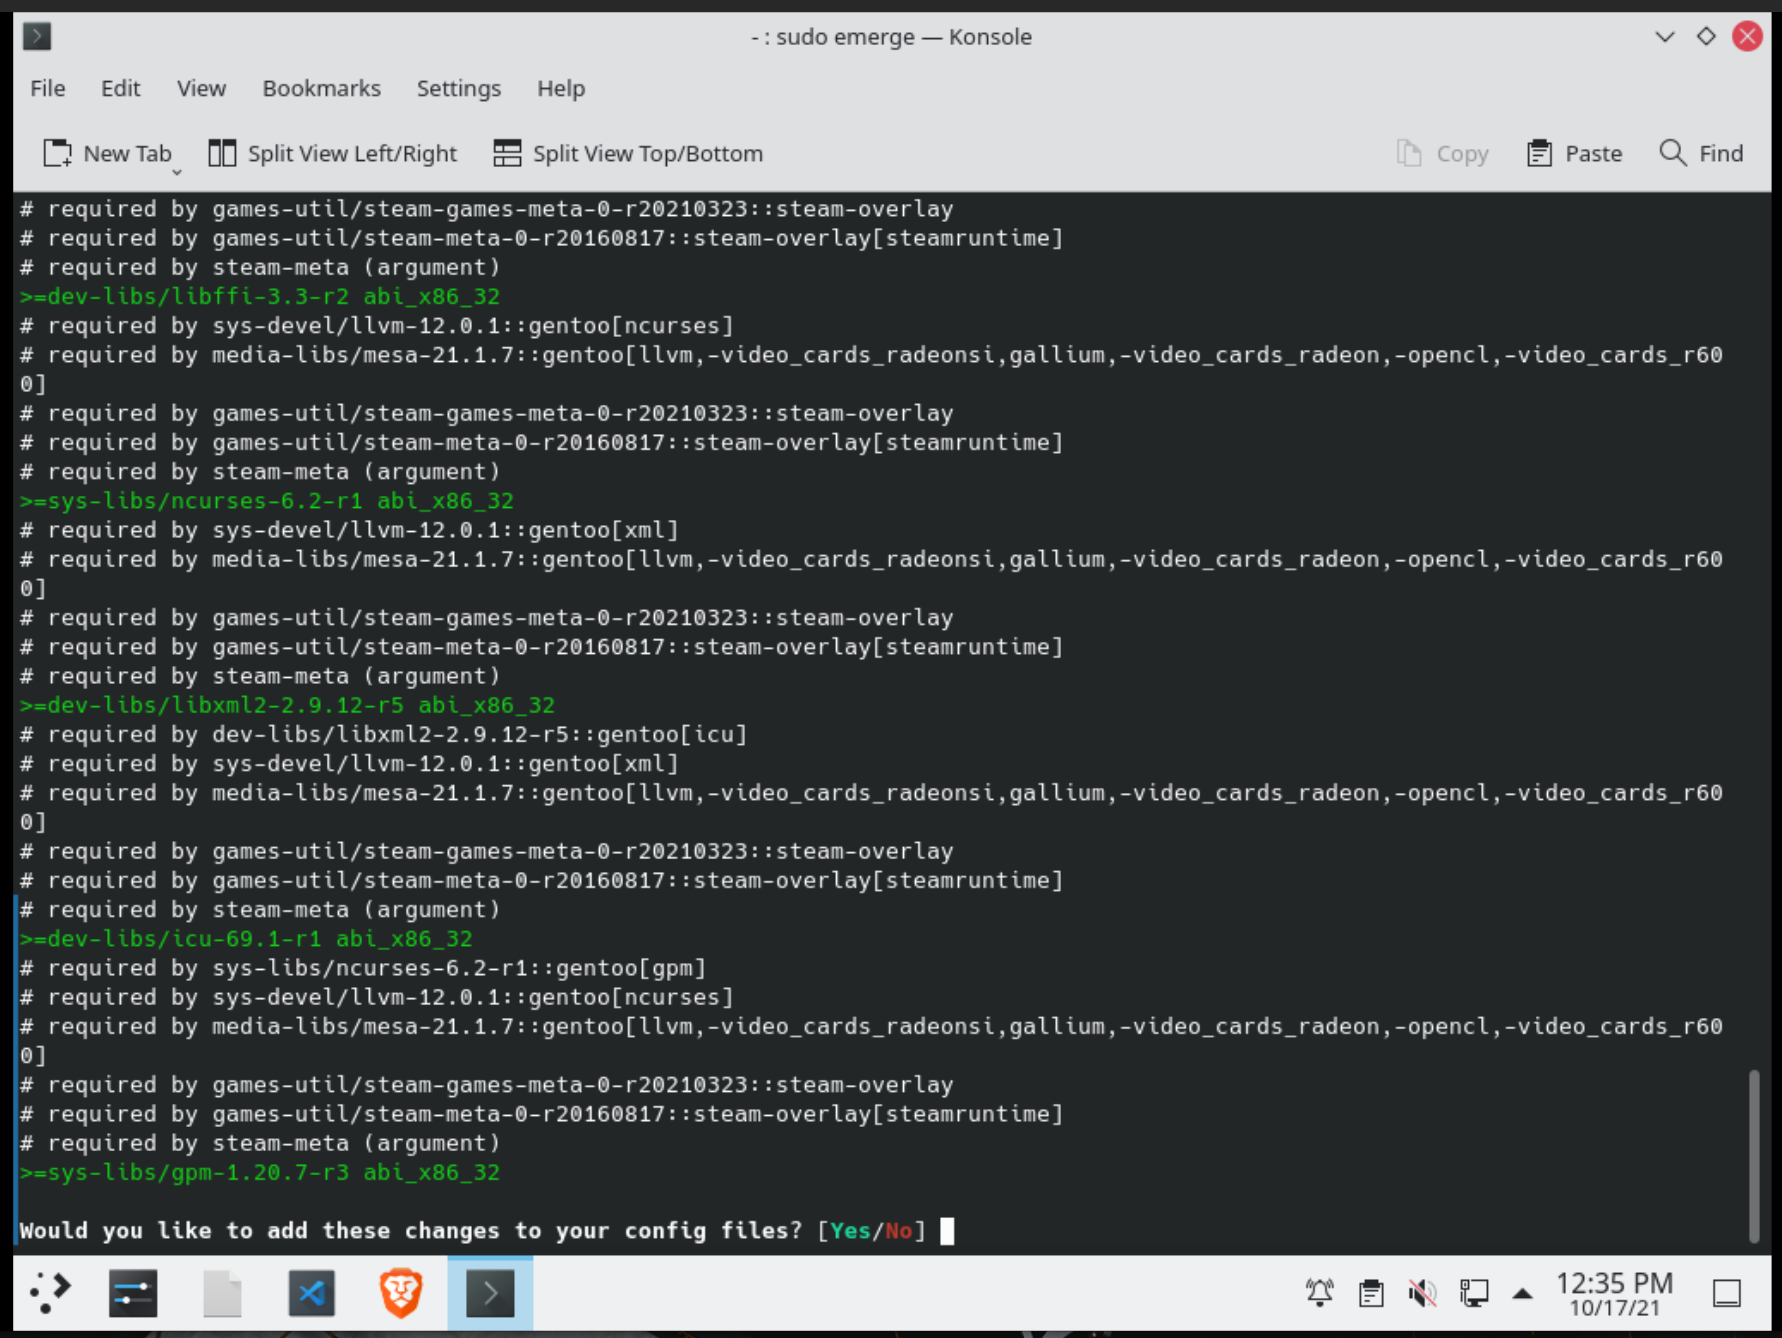 - : sudo emerge — Konsole
File Edit View Bookmarks Settings Help
New Tab Split View Left/Right Split View Top/Bottom Copy Paste Find
# required by games-util/steam-games-meta-0-r20210323::steam-overlay
# required by games-util/steam-meta-0-r20160817::steam-overlay[steamruntime]
# required by steam-meta (argument)
>=dev-libs/libffi-3.3-r2 abi_x86_32
# required by sys-devel/llvm-12.0.1::gentoo[ncurses]
# required by media-libs/mesa-21.1.7::gentoo[llvm,-video_cards_radeonsi,gallium,-video_cards_radeon,-opencl,-video_cards_r60
0]
# required by games-util/steam-games-meta-0-r20210323::steam-overlay
# required by games-util/steam-meta-0-r20160817::steam-overlay[steamruntime]
# required by steam-meta (argument)
>=sys-libs/ncurses-6.2-r1 abi_x86_32
# required by sys-devel/llvm-12.0.1::gentoo[xml]
# required by media-libs/mesa-21.1.7::gentoo[llvm,-video_cards_radeonsi,gallium,-video_cards_radeon,-opencl,-video_cards_r60
0]
# required by games-util/steam-games-meta-0-r20210323::steam-overlay
# required by games-util/steam-meta-0-r20160817::steam-overlay[steamruntime]
# required by steam-meta (argument)
>=dev-libs/libxml2-2.9.12-r5 abi_x86_32
# required by dev-libs/libxml2-2.9.12-r5::gentoo[icu]
# required by sys-devel/llvm-12.0.1::gentoo[xml]
# required by media-libs/mesa-21.1.7::gentoo[llvm,-video_cards_radeonsi,gallium,-video_cards_radeon,-opencl,-video_cards_r60
0]
# required by games-util/steam-games-meta-0-r20210323::steam-overlay
# required by games-util/steam-meta-0-r20160817::steam-overlay[steamruntime]
# required by steam-meta (argument)
>=dev-libs/icu-69.1-r1 abi_x86_32
# required by sys-libs/ncurses-6.2-r1::gentoo[gpm]
# required by sys-devel/llvm-12.0.1::gentoo[ncurses]
# required by media-libs/mesa-21.1.7::gentoo[llvm,-video_cards_radeonsi,gallium,-video_cards_radeon,-opencl,-video_cards_r60
0]
# required by games-util/steam-games-meta-0-r20210323::steam-overlay
# required by games-util/steam-meta-0-r20160817::steam-overlay[steamruntime]
# required by steam-meta (argument)
>=sys-libs/gpm-1.20.7-r3 abi_x86_32
Would you like to add these changes to your config files? [Yes/No]
12:35 PM
10/17/21